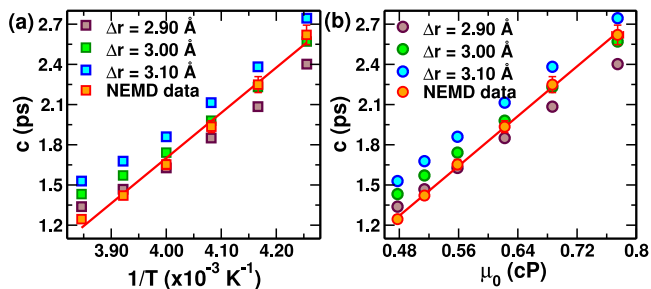 (a)
Δr = 2.90 Å
Δr = 3.00 Å
Δr = 3.10 Å
NEMD data
c (ps)
2.7
2.4
2.1
1.8
1.5
1.2
3.90
4.00
4.10
4.20
1/T (x10⁻³ K⁻¹)
(b)
Δr = 2.90 Å
Δr = 3.00 Å
Δr = 3.10 Å
NEMD data
c (ps)
2.7
2.4
2.1
1.8
1.5
1.2
0.48
0.56
0.64
0.72
0.8
μ₀ (cP)